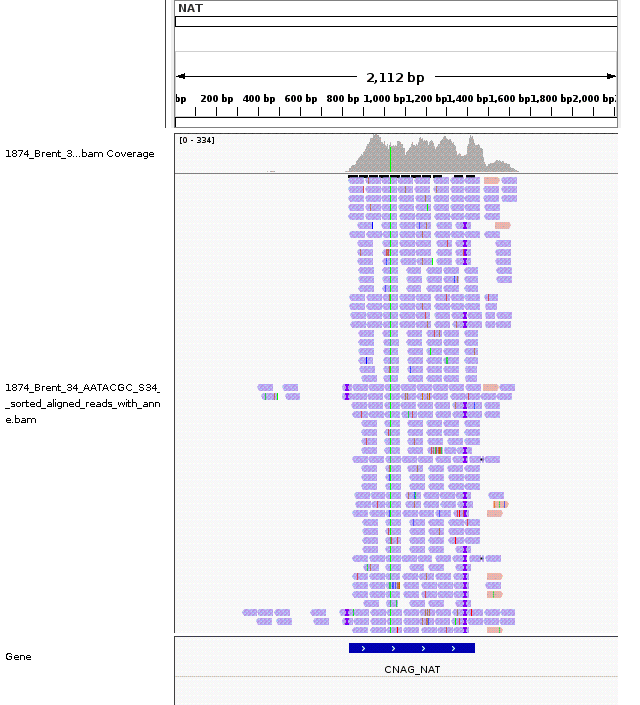 NAT
2,112 bp
bp 200 bp 400 bp 600 bp 800 bp 1,000 bp 1,200 bp 1,400 bp 1,600 bp 1,800 bp 2,000 bp
[0 - 334]
1874_Brent_3...bam Coverage
1874_Brent_34_AATACGC_S34_
_sorted_aligned_reads_with_ann
e.bam
Gene
CNAG_NAT